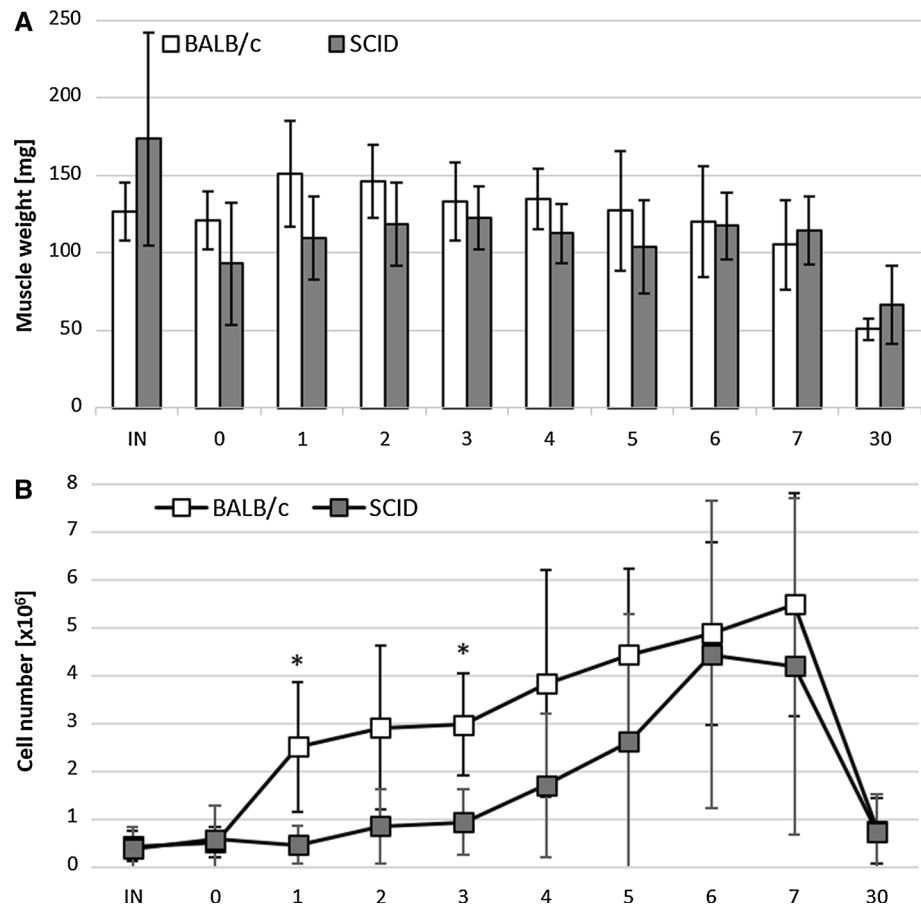 A
BALB/c SCID
Muscle weight [mg]
250
200
150
100
50
0
IN 0 1 2 3 4 5 6 7 30
B
BALB/c SCID
Cell number [x10⁶]
8
7
6
5
4
3
2
1
0
* *
IN 0 1 2 3 4 5 6 7 30